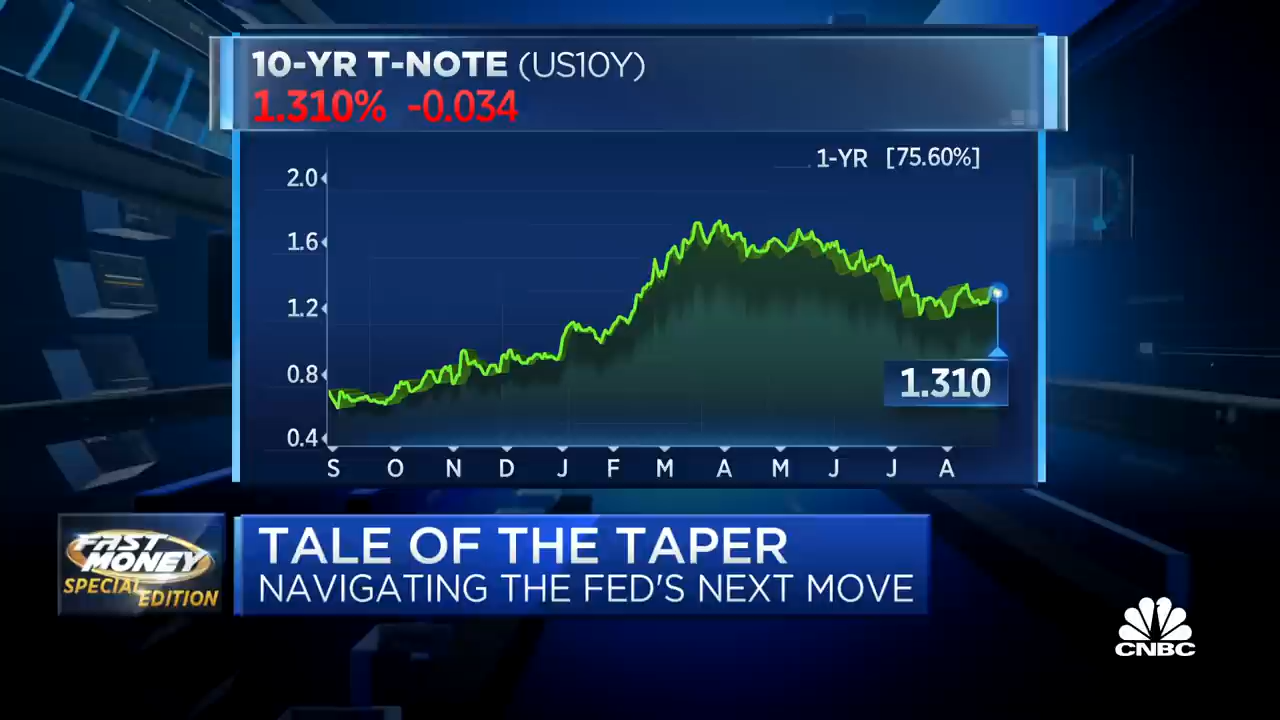 10-YR T-NOTE (US10Y)
1.310% -0.034
1-YR [75.60%]
2.0
1.6
1.2
0.8
0.4
1.310
S O N D J F M A M J J A
FAST
MONEY
SPECIAL
EDITION
TALE OF THE TAPER
NAVIGATING THE FED'S NEXT MOVE
CNBC